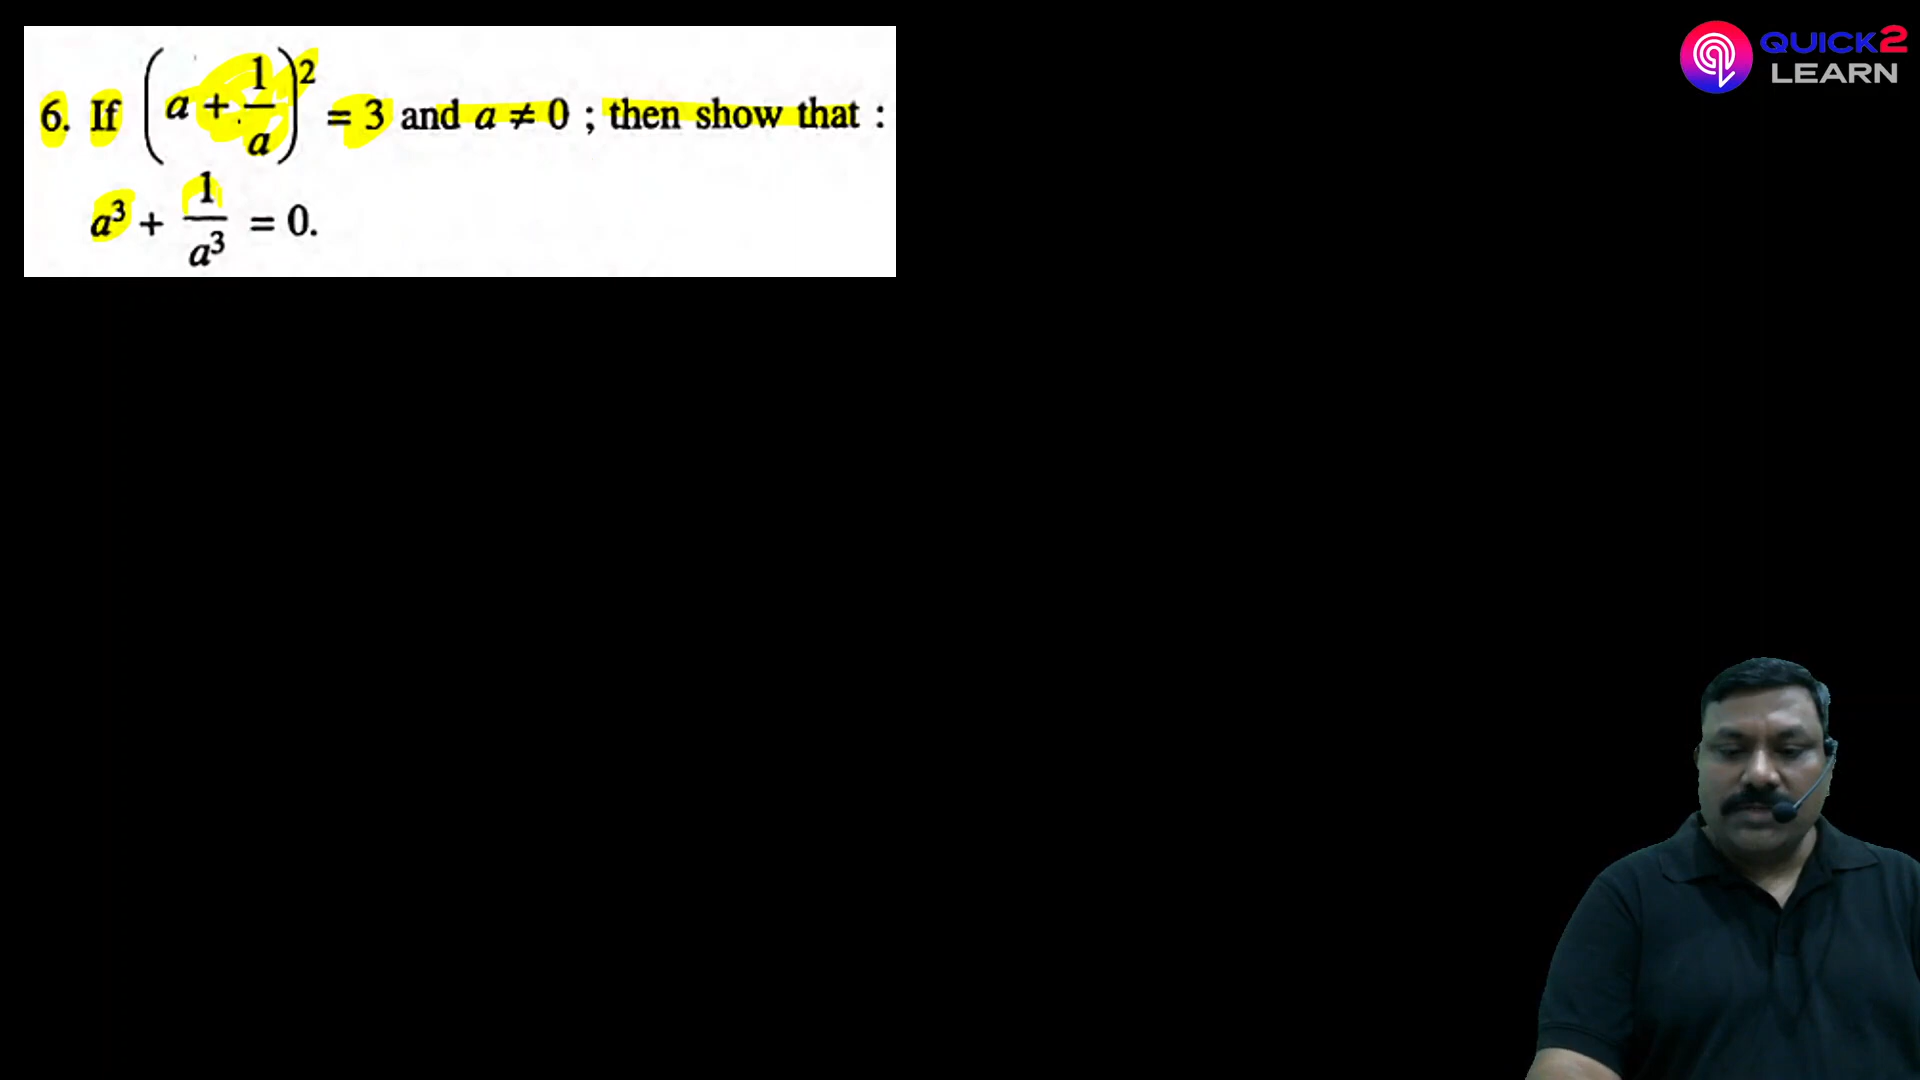 6. If (a + 1/a)² = 3 and a ≠ 0 ; then show that :
a³ + 1/a³ = 0.
QUICK2
LEARN